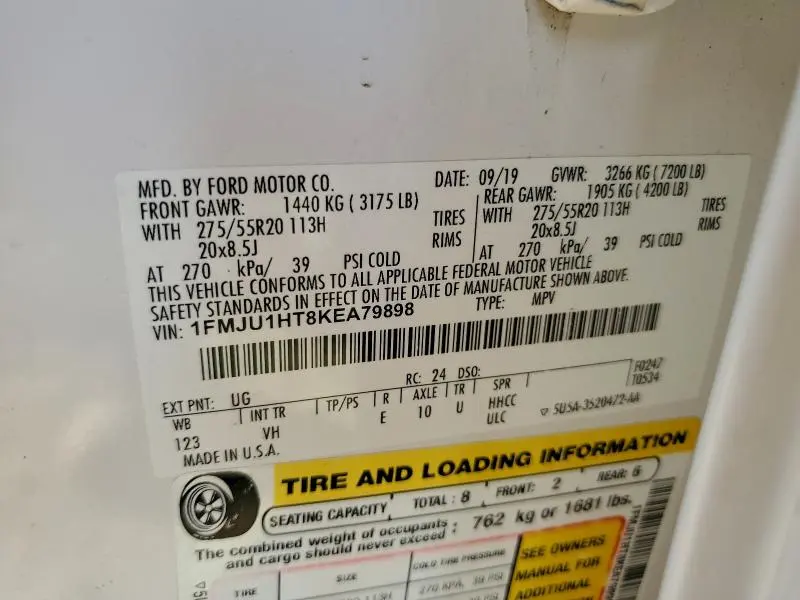 MFD. BY FORD MOTOR CO. DATE: 09/19 GVWR: 3266 KG ( 7200 LB)
FRONT GAWR: 1440 KG ( 3175 LB) REAR GAWR: 1905 KG ( 4200 LB)
WITH 275/55R20 113H TIRES WITH 275/55R20 113H TIRES
20x8.5J RIMS 20x8.5J RIMS
AT 270 kPa/ 39 PSI COLD AT 270 kPa/ 39 PSI COLD
THIS VEHICLE CONFORMS TO ALL APPLICABLE FEDERAL MOTOR VEHICLE
SAFETY STANDARDS IN EFFECT ON THE DATE OF MANUFACTURE SHOWN ABOVE.
VIN: 1FMJU1HT8KEA79898 TYPE: MPV
F0247
T0534
EXT PNT: UG RC: 24 DSO:
WB INT TR TP/PS R AXLE TR SPR
123 VH E 10 U HHCC
ULC ▽ 5U5A-3520472-AA
MADE IN U.S.A.
TIRE AND LOADING INFORMATION
SEATING CAPACITY TOTAL : 8 FRONT: 2 REAR: 6
The combined weight of occupants and cargo should never exceed : 762 kg or 1681 lbs.
TIRE SIZE COLD TIRE PRESSURE SEE OWNERS
MANUAL FOR
270 KPA, 39 PSI ADDITIONAL